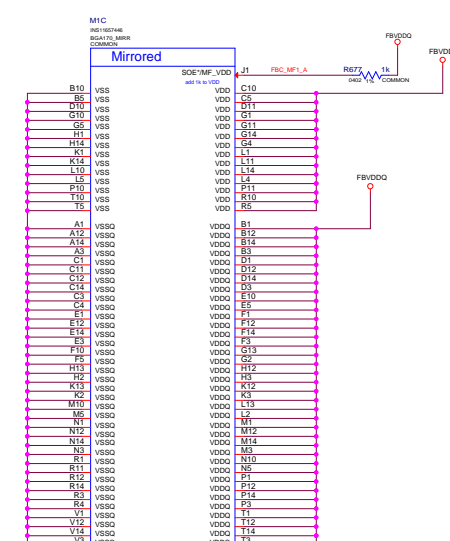 M1C
INS11657446
BGA170_MIRR
COMMON
Mirrored
FBVDDQ
SOE*/MF_VDD J1 FBC_MF1_A R677 1k
add 1k to VDD 0402 1% COMMON
B10 VSS VDD C10
B5 VSS VDD C5
D10 VSS VDD D11
G10 VSS VDD G1
G5 VSS VDD G11
H1 VSS VDD G14
H14 VSS VDD G4
K1 VSS VDD L1
K14 VSS VDD L11
L10 VSS VDD L14
L5 VSS VDD L4
P10 VSS VDD P11
T10 VSS VDD R10
T5 VSS VDD R5
FBVDDQ
A1 VSSQ VDDQ B1
A12 VSSQ VDDQ B12
A14 VSSQ VDDQ B14
A3 VSSQ VDDQ B3
C1 VSSQ VDDQ D1
C11 VSSQ VDDQ D12
C12 VSSQ VDDQ D14
C14 VSSQ VDDQ D3
C3 VSSQ VDDQ E10
C4 VSSQ VDDQ E5
E1 VSSQ VDDQ F1
E12 VSSQ VDDQ F12
E14 VSSQ VDDQ F14
E3 VSSQ VDDQ F3
F10 VSSQ VDDQ G13
F5 VSSQ VDDQ G2
H13 VSSQ VDDQ H12
H2 VSSQ VDDQ H3
K13 VSSQ VDDQ K12
K2 VSSQ VDDQ K3
M10 VSSQ VDDQ L13
M5 VSSQ VDDQ L2
N1 VSSQ VDDQ M1
N12 VSSQ VDDQ M12
N14 VSSQ VDDQ M14
N3 VSSQ VDDQ M3
R1 VSSQ VDDQ N10
R11 VSSQ VDDQ N5
R12 VSSQ VDDQ P1
R14 VSSQ VDDQ P12
R3 VSSQ VDDQ P14
R4 VSSQ VDDQ P3
V1 VSSQ VDDQ T1
V12 VSSQ VDDQ T12
V14 VSSQ VDDQ T14
V3 VSSQ VDDQ T3